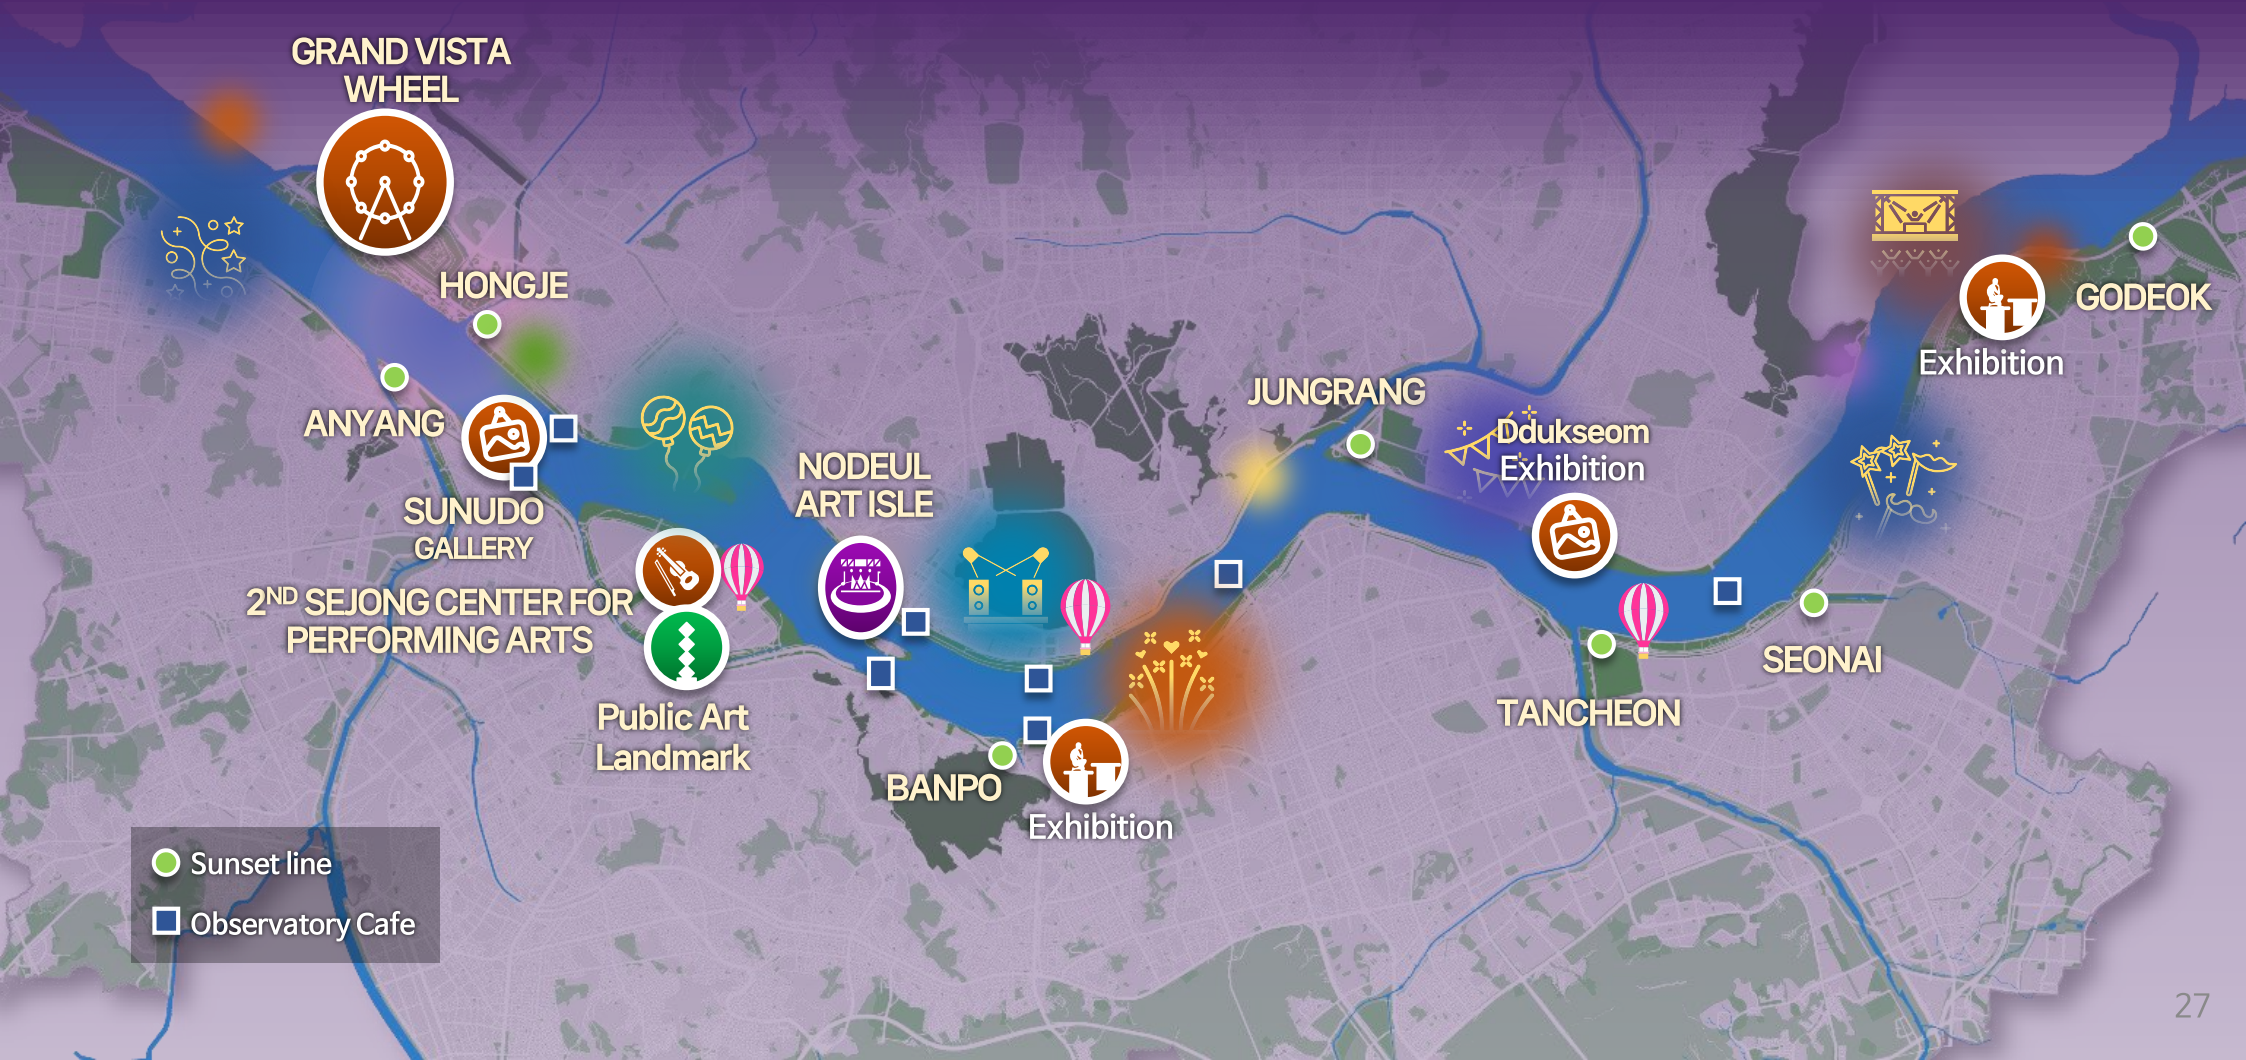 GRAND VISTA
WHEEL
HONGJE
ANYANG
SUNUDO
GALLERY
2ND SEJONG CENTER FOR
PERFORMING ARTS
Public Art
Landmark
NODEUL
ART ISLE
BANPO
Exhibition
JUNGRANG
Ddukseom
Exhibition
TANCHEON
SEONAI
Exhibition
GODEOK
Sunset line
Observatory Cafe
27